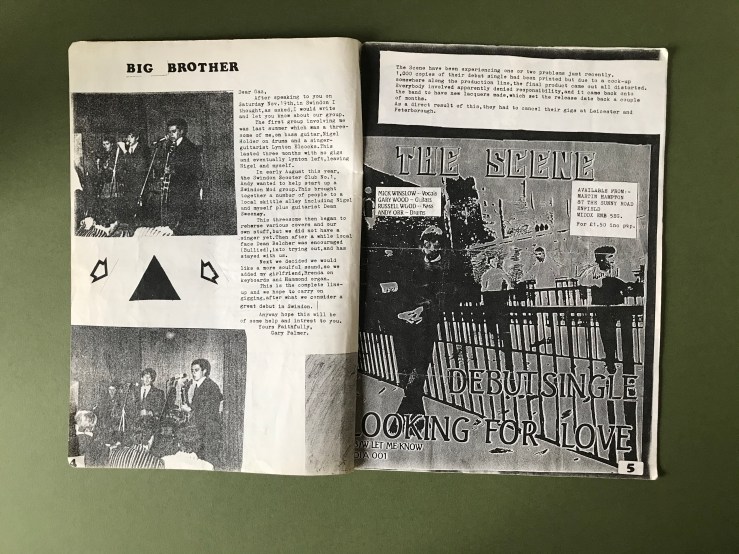 BIG BROTHER
Dear Gaz,
After speaking to you on
Saturday Nov.19th,in Swindon I
thought,as asked,I would write
and let you know about our group.
The first group involving me
was last summer which was a three-
some of me,on bass guitar,Nigel
on drums and a singer-
guitarist Lynton This
lasted three months with no gigs
and eventually Lynton left,leaving
Nigel and myself.
In early August this year,
the Swindon Scooter Club No.1,
Andy wanted to help start up a
Swindon Mod group.This brought
together a number of people to a
local skittle alley including Nigel
and myself plus guitarist Dean
Sweeney.
This threesome then began to
reherse various covers and our
own stuff,but we did not have a
singer yet.Then after a while local
face Dean Belcher was encouraged
(Bullied),into trying out,and has
stayed with us.
Next we decided we would
like a more soulful sound,so we
added my girlfriend,Brenda on
keyboards and Hammond organ.
This is the complete line-
up and we hope to carry on
gigging.after what we consider a
great debut in Swindon.
Anyway hope this will be
of some help and intrest to you.
Yours Faithfully,
Gary Palmer.
4
The Scene have been experiencing one or two problems just recently.
1,000 copies of their debut single had been printed but due to a cock-up
somewhere along the production line,the final product came out all distorted.
Everybody involved apparently denied responsibility,and it came back onto
the band to have new lacquers made,which set the release date back a couple
of months.
As a direct result of this,they had to cancel their gigs at Leicester and
Peterborough.
THE SCENE
MICK WINSLOW - Vocals
GARY WOOD - Guitars
RUSSELL WOOD - Bass
ANDY ORR - Drums
AVAILABLE FROM:-
MARTIN HAMPTON
87 THE SUNNY ROAD
ENFIELD
MIDDX EN3 5EG.
For £1.50 inc p&p.
DEBUT SINGLE
LOOKING FOR LOVE
NOW LET ME KNOW
001
5